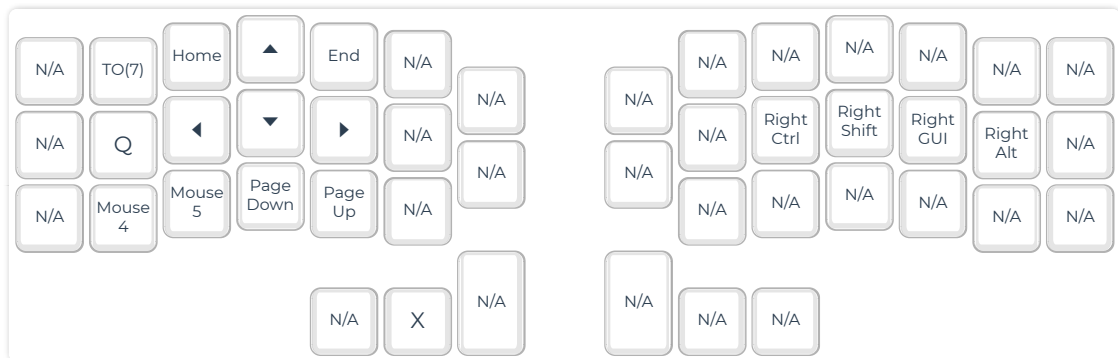 N/A TO(7) Home ▲ End N/A
N/A
N/A N/A N/A N/A N/A N/A
N/A
N/A Q ◀ ▼ ▶ N/A
N/A
N/A Right Ctrl Right Shift Right GUI Right Alt N/A
N/A
N/A Mouse 4 Mouse 5 Page Down Page Up N/A
N/A N/A N/A N/A N/A N/A
N/A X N/A
N/A N/A N/A